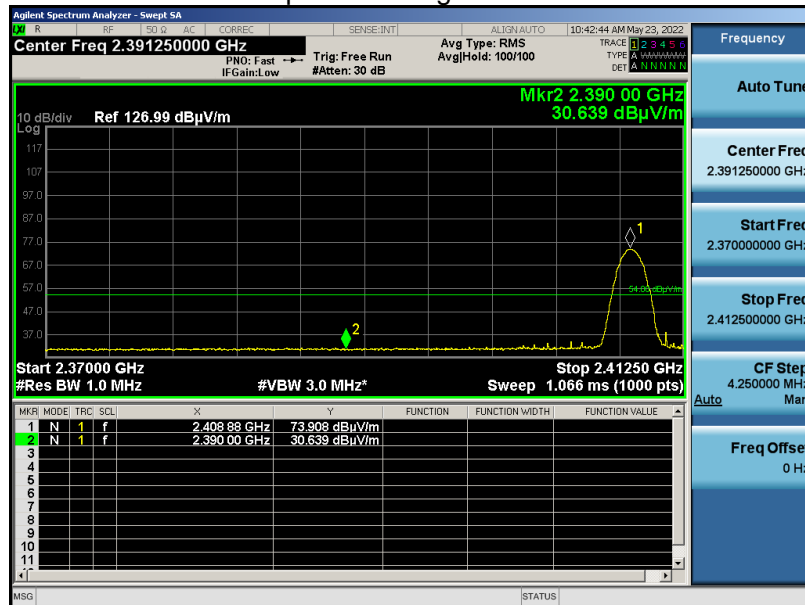 Agilent Spectrum Analyzer - Swept SA
LXI R RF 50 Ω AC CORREC SENSE:INT ALIGN AUTO 10:42:44 AM May 23, 2022
Center Freq 2.391250000 GHz
PNO: Fast
IFGain:Low
Trig: Free Run
#Atten: 30 dB
Avg Type: RMS
Avg|Hold: 100/100
TRACE 1 2 3 4 5 6
TYPE A WWWWW
DET A N N N N N
Mkr2 2.390 00 GHz
30.639 dBµV/m
10 dB/div Ref 126.99 dBµV/m
Log
117
107
97.0
87.0
77.0
67.0
57.0
47.0
37.0
1
54.00 dBµV/m
2
Start 2.37000 GHz Stop 2.41250 GHz
#Res BW 1.0 MHz #VBW 3.0 MHz* Sweep 1.066 ms (1000 pts)
MKR MODE TRC SCL X Y FUNCTION FUNCTION WIDTH FUNCTION VALUE
1 N 1 f 2.408 88 GHz 73.908 dBµV/m
2 N 1 f 2.390 00 GHz 30.639 dBµV/m
3
4
5
6
7
8
9
10
11
MSG STATUS
Frequency
Auto Tune
Center Freq
2.391250000 GHz
Start Freq
2.370000000 GHz
Stop Freq
2.412500000 GHz
CF Step
4.250000 MHz
Auto Man
Freq Offset
0 Hz